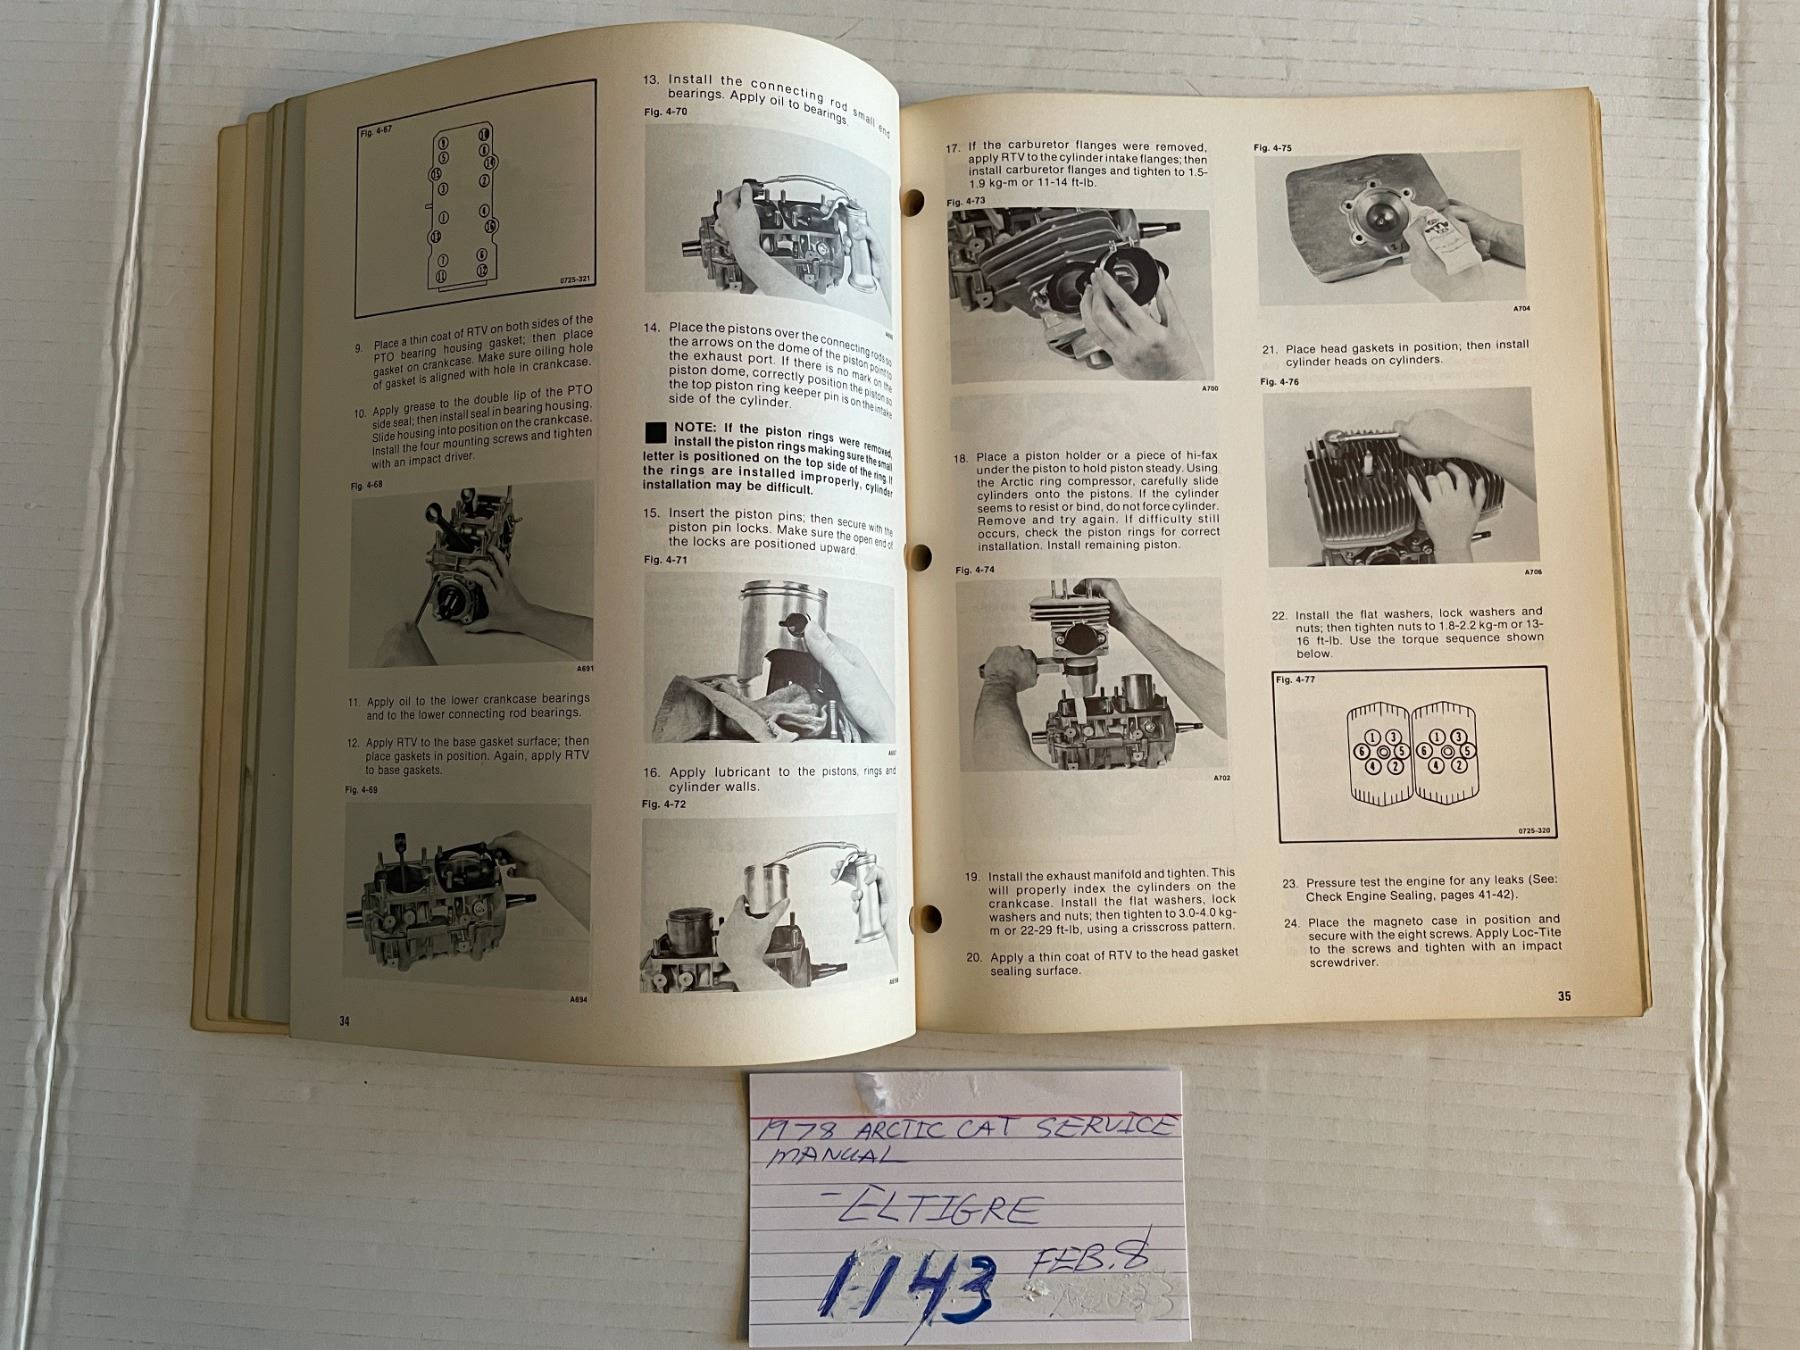 Fig. 4-67
0725-321
9. Place a thin coat of RTV on both sides of the
PTO bearing housing gasket; then place
gasket on crankcase. Make sure oiling hole
of gasket is aligned with hole in crankcase.
10. Apply grease to the double lip of the PTO
side seal; then install seal in bearing housing.
Slide housing into position on the crankcase.
Install the four mounting screws and tighten
with an impact driver.
Fig. 4-68
A691
11. Apply oil to the lower crankcase bearings
and to the lower connecting rod bearings.
12. Apply RTV to the base gasket surface; then
place gaskets in position. Again, apply RTV
to base gaskets.
Fig. 4-69
A694
34
13. Install the connecting rod small end
bearings. Apply oil to bearings.
Fig. 4-70
14. Place the pistons over the connecting rods so
the arrows on the dome of the piston point to
the exhaust port. If there is no mark on the
piston dome, correctly position the piston so
the top piston ring keeper pin is on the intake
side of the cylinder.
NOTE: If the piston rings were removed,
install the piston rings making sure the small
letter is positioned on the top side of the ring. If
the rings are installed improperly, cylinder
installation may be difficult.
15. Insert the piston pins; then secure with the
piston pin locks. Make sure the open end of
the locks are positioned upward.
Fig. 4-71
16. Apply lubricant to the pistons, rings and
cylinder walls.
Fig. 4-72
17. If the carburetor flanges were removed,
apply RTV to the cylinder intake flanges; then
install carburetor flanges and tighten to 1.5-
1.9 kg-m or 11-14 ft-lb.
Fig. 4-73
A700
18. Place a piston holder or a piece of hi-fax
under the piston to hold piston steady. Using
the Arctic ring compressor, carefully slide
cylinders onto the pistons. If the cylinder
seems to resist or bind, do not force cylinder.
Remove and try again. If difficulty still
occurs, check the piston rings for correct
installation. Install remaining piston.
Fig. 4-74
A702
19. Install the exhaust manifold and tighten. This
will properly index the cylinders on the
crankcase. Install the flat washers, lock
washers and nuts; then tighten to 3.0-4.0 kg-
m or 22-29 ft-lb, using a crisscross pattern.
20. Apply a thin coat of RTV to the head gasket
sealing surface.
Fig. 4-75
A704
21. Place head gaskets in position; then install
cylinder heads on cylinders.
Fig. 4-76
A706
22. Install the flat washers, lock washers and
nuts; then tighten nuts to 1.8-2.2 kg-m or 13-
16 ft-lb. Use the torque sequence shown
below.
Fig. 4-77
1 3 1 3
6 5 6 5
4 2 4 2
0725-320
23. Pressure test the engine for any leaks (See:
Check Engine Sealing, pages 41-42).
24. Place the magneto case in position and
secure with the eight screws. Apply Loc-Tite
to the screws and tighten with an impact
screwdriver.
35
1978 ARCTIC CAT SERVICE
MANUAL
- ELTIGRE
1143 FEB. 8